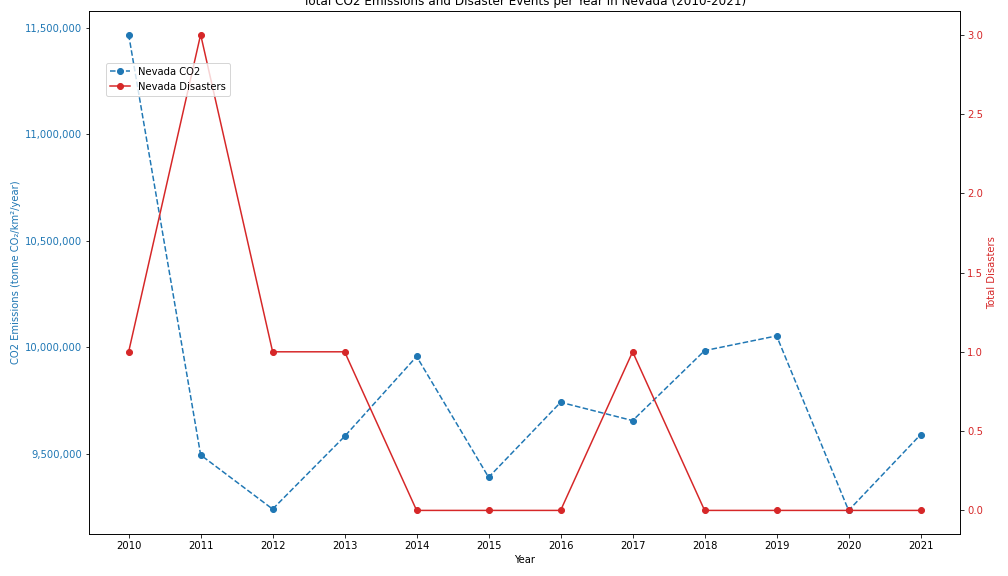 Total CO2 Emissions and Disaster Events per Year in Nevada (2010-2021)
11,500,000
11,000,000
10,500,000
10,000,000
9,500,000
CO2 Emissions (tonne CO₂/km²/year)
Nevada CO2
Nevada Disasters
3.0
2.5
2.0
1.5
1.0
0.5
0.0
Total Disasters
2010 2011 2012 2013 2014 2015 2016 2017 2018 2019 2020 2021
Year